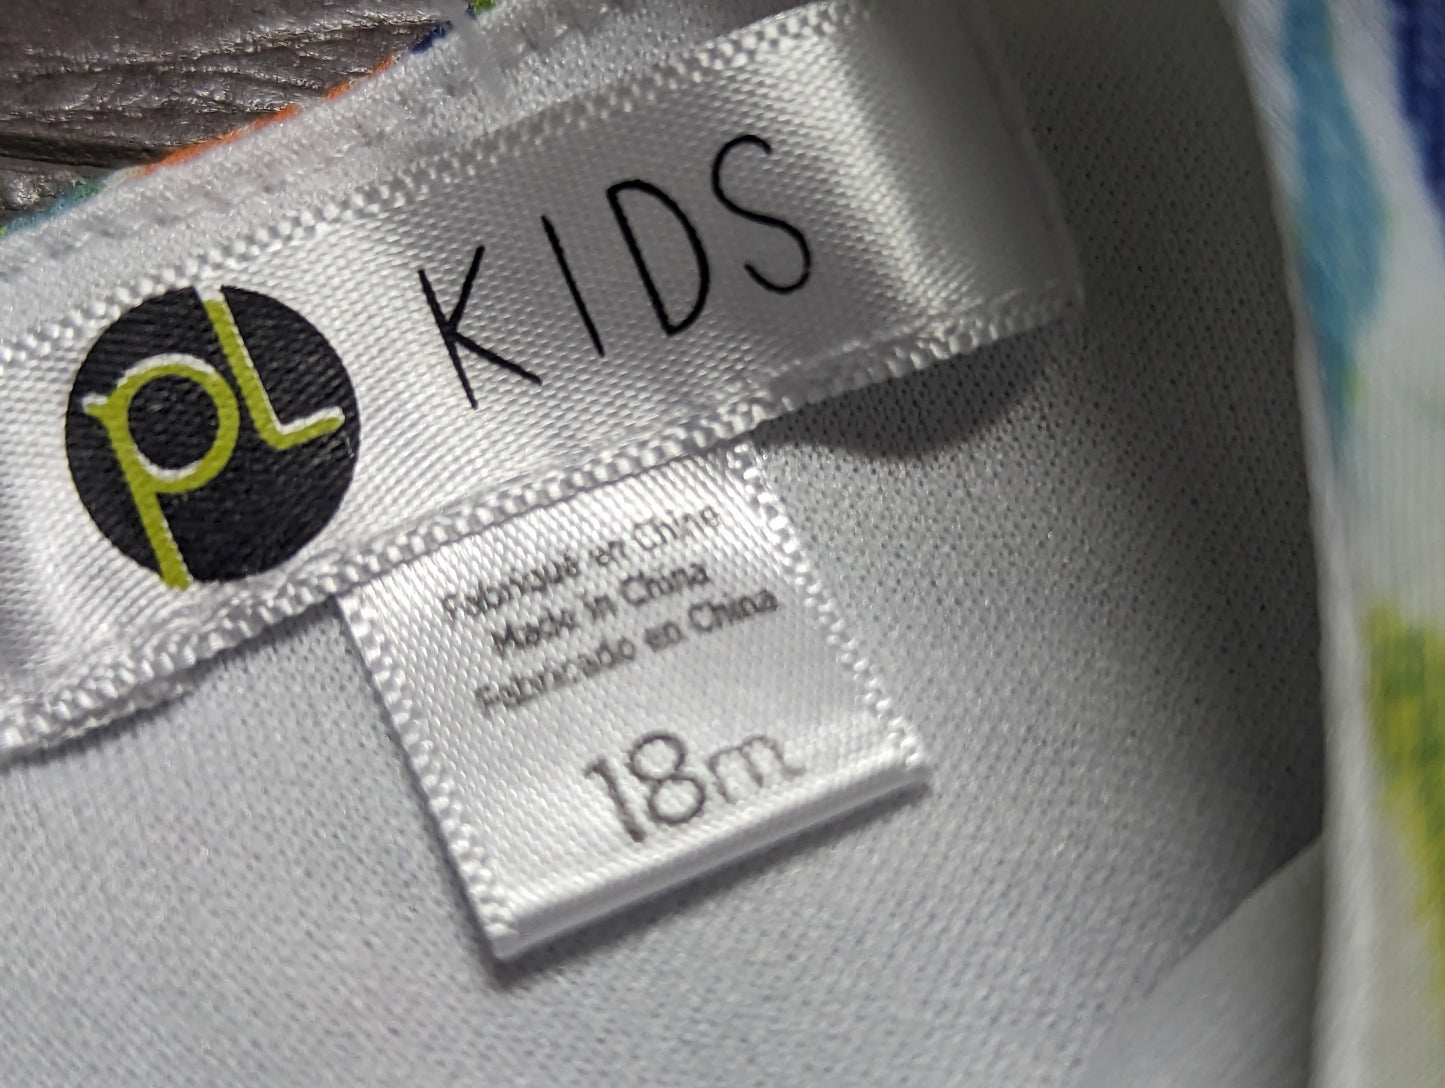 PL KIDS
Fabriqué en Chine
Made in China
Fabricado en China
18m